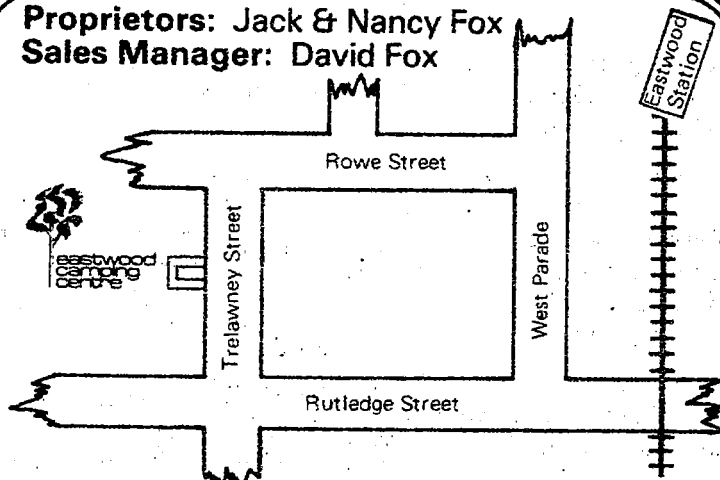 Proprietors: Jack & Nancy Fox
Sales Manager: David Fox
Eastwood
Station
Rowe Street
Trelawney Street
West Parade
eastwood
camping
centre
Rutledge Street